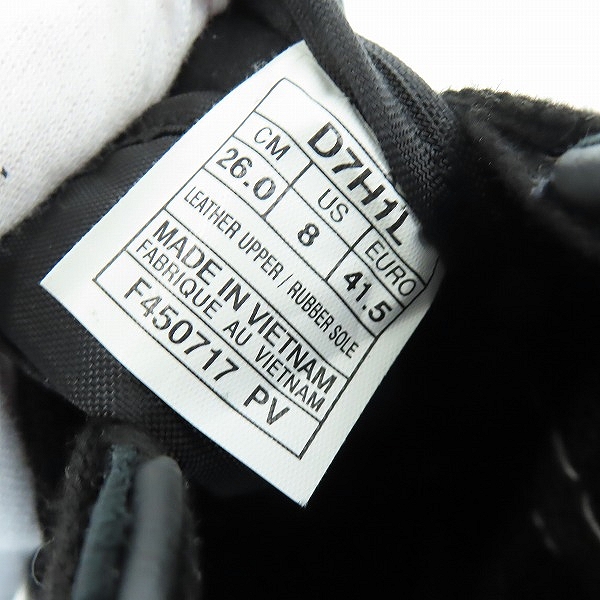 D7H1L
CM US EURO
26.0 8 41.5
LEATHER UPPER / RUBBER SOLE
MADE IN VIETNAM
FABRIQUE AU VIETNAM
F450717 PV